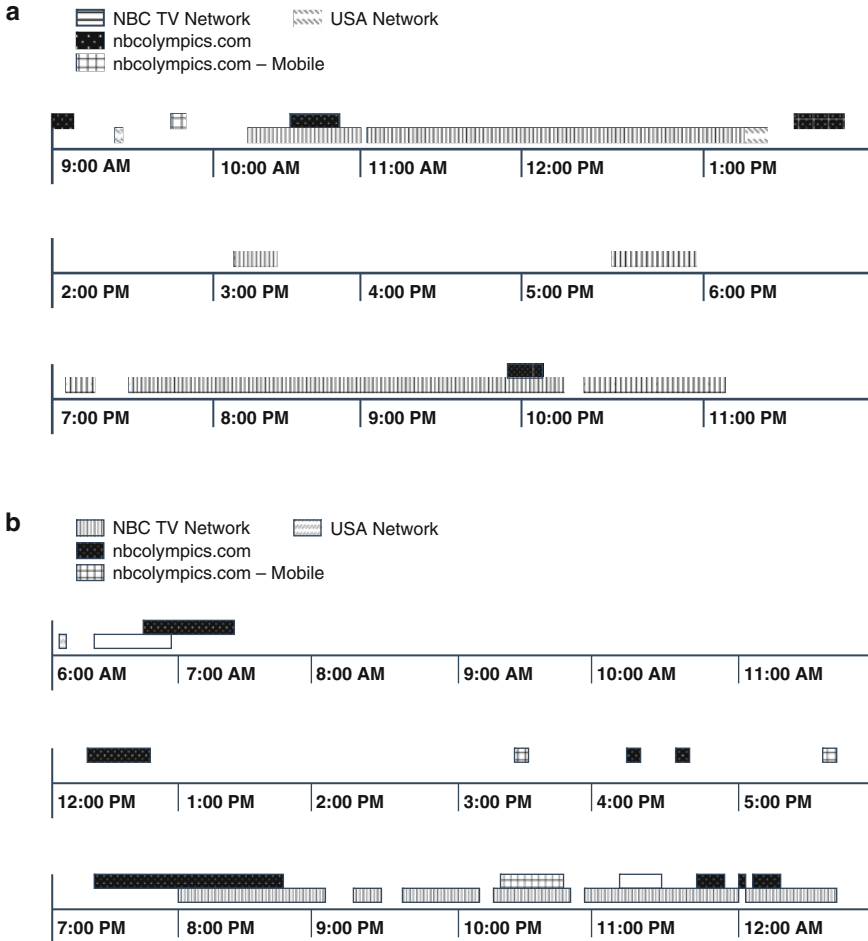 a
NBC TV Network USA Network
nbcolympics.com
nbcolympics.com – Mobile
9:00 AM 10:00 AM 11:00 AM 12:00 PM 1:00 PM
2:00 PM 3:00 PM 4:00 PM 5:00 PM 6:00 PM
7:00 PM 8:00 PM 9:00 PM 10:00 PM 11:00 PM
b
NBC TV Network USA Network
nbcolympics.com
nbcolympics.com – Mobile
6:00 AM 7:00 AM 8:00 AM 9:00 AM 10:00 AM 11:00 AM
12:00 PM 1:00 PM 2:00 PM 3:00 PM 4:00 PM 5:00 PM
7:00 PM 8:00 PM 9:00 PM 10:00 PM 11:00 PM 12:00 AM